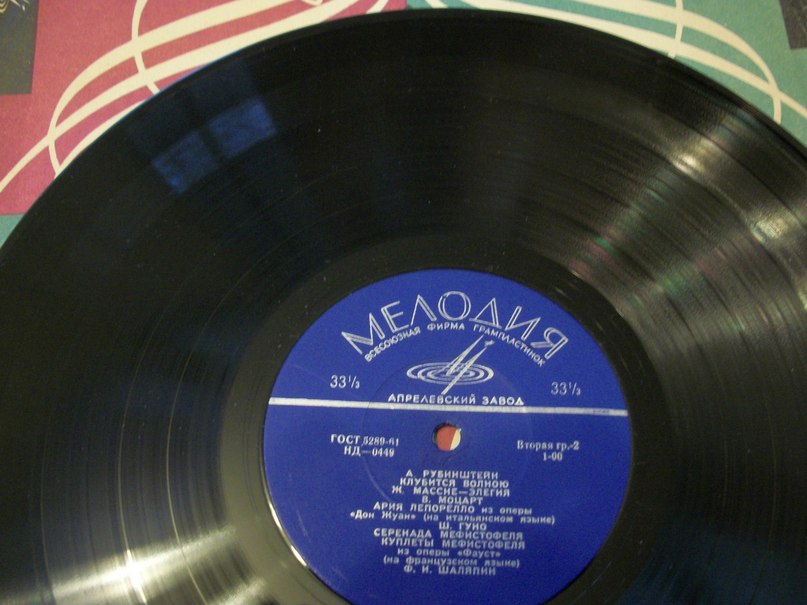 МЕЛОДИЯ
ВСЕСОЮЗНАЯ ФИРМА ГРАМПЛАСТИНОК
33⅓ 33⅓
АПРЕЛЕВСКИЙ ЗАВОД
ГОСТ 5289-61
НД—0449
Вторая гр.-2
1-00
А. РУБИНШТЕЙН
КЛУБИТСЯ ВОЛНОЮ
Ж. МАССНЕ—ЭЛЕГИЯ
В. МОЦАРТ
АРИЯ ЛЕПОРЕЛЛО из оперы
«Дон Жуан» (на итальянском языке)
Ш. ГУНО
СЕРЕНАДА МЕФИСТОФЕЛЯ
КУПЛЕТЫ МЕФИСТОФЕЛЯ
из оперы «Фауст»
(на французском языке)
Ф. И. ШАЛЯПИН